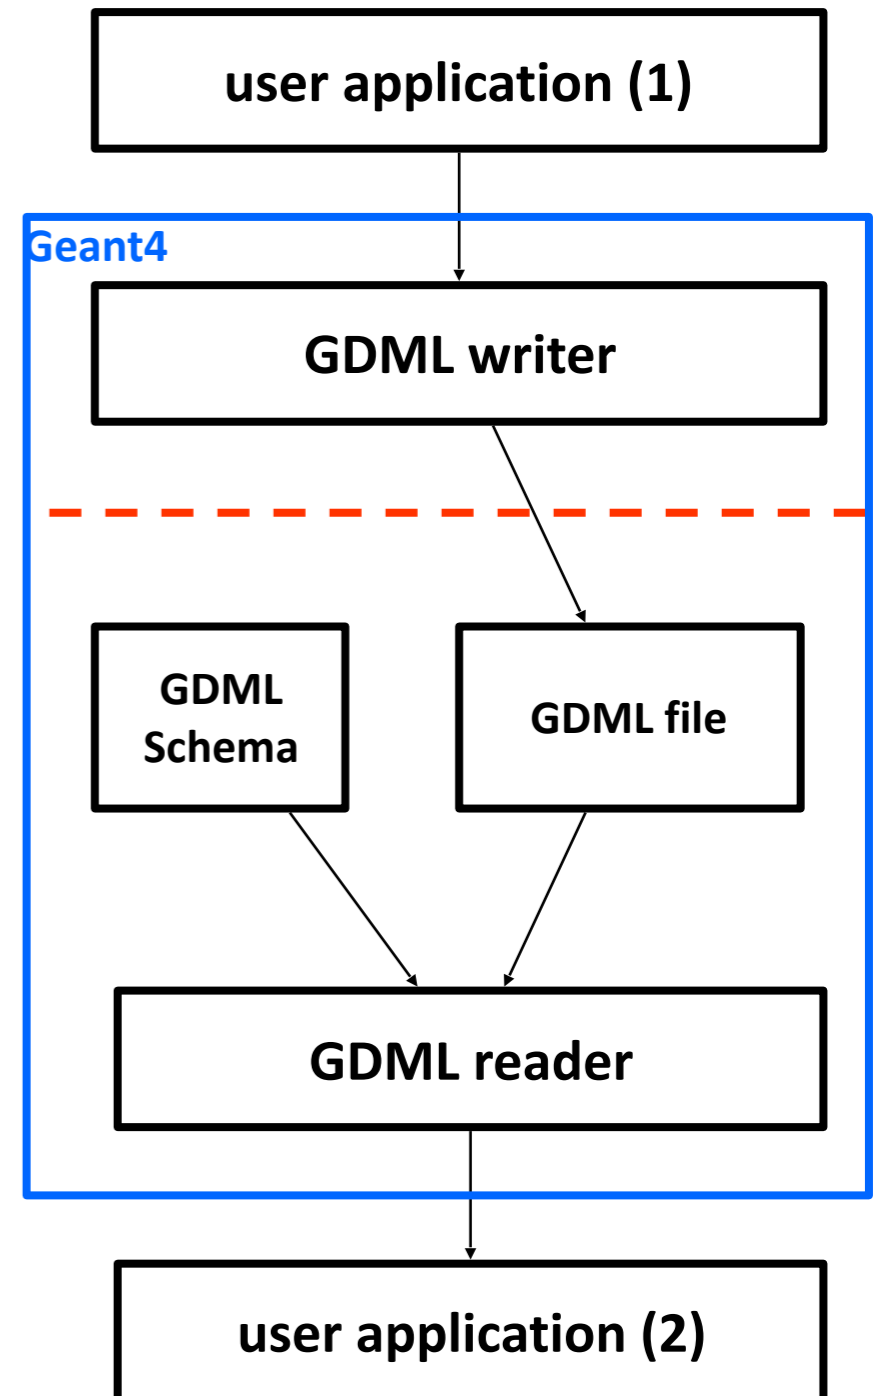 user application (1)
Geant4
GDML writer
GDML
Schema
GDML file
GDML reader
user application (2)